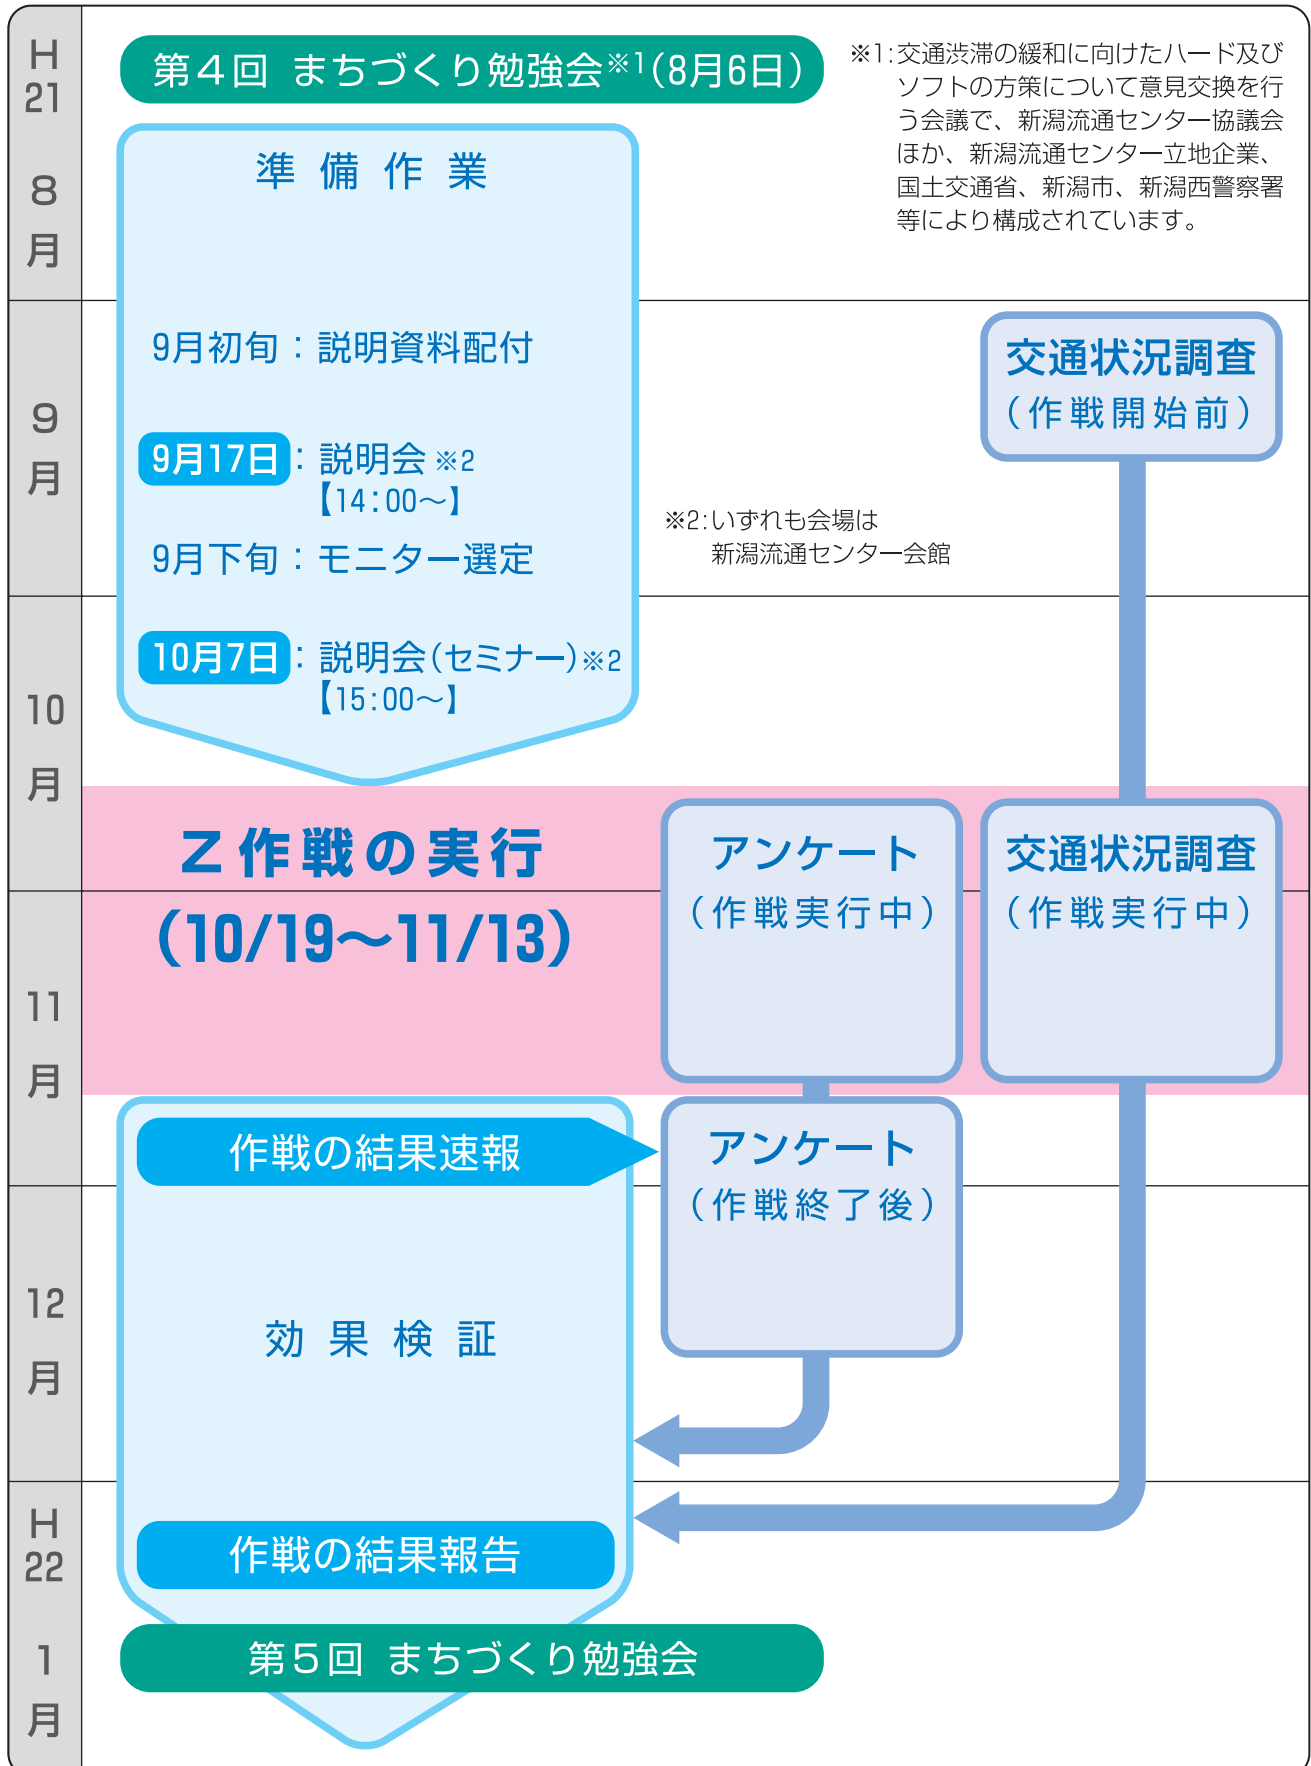 H
21
8
月
第4回 まちづくり勉強会※1(8月6日)
※1:交通渋滞の緩和に向けたハード及び
ソフトの方策について意見交換を行
う会議で、新潟流通センター協議会
ほか、新潟流通センター立地企業、
国土交通省、新潟市、新潟西警察署
等により構成されています。
準備作業
9
月
9月初旬：説明資料配付
9月17日：説明会※2
【14：00～】
9月下旬：モニター選定
※2:いずれも会場は
新潟流通センター会館
交通状況調査
（作戦開始前）
10
月
10月7日：説明会(セミナー)※2
【15：00～】
Z作戦の実行
(10/19～11/13)
アンケート
（作戦実行中）
交通状況調査
（作戦実行中）
11
月
作戦の結果速報
アンケート
（作戦終了後）
12
月
効果検証
H
22
1
月
作戦の結果報告
第5回 まちづくり勉強会